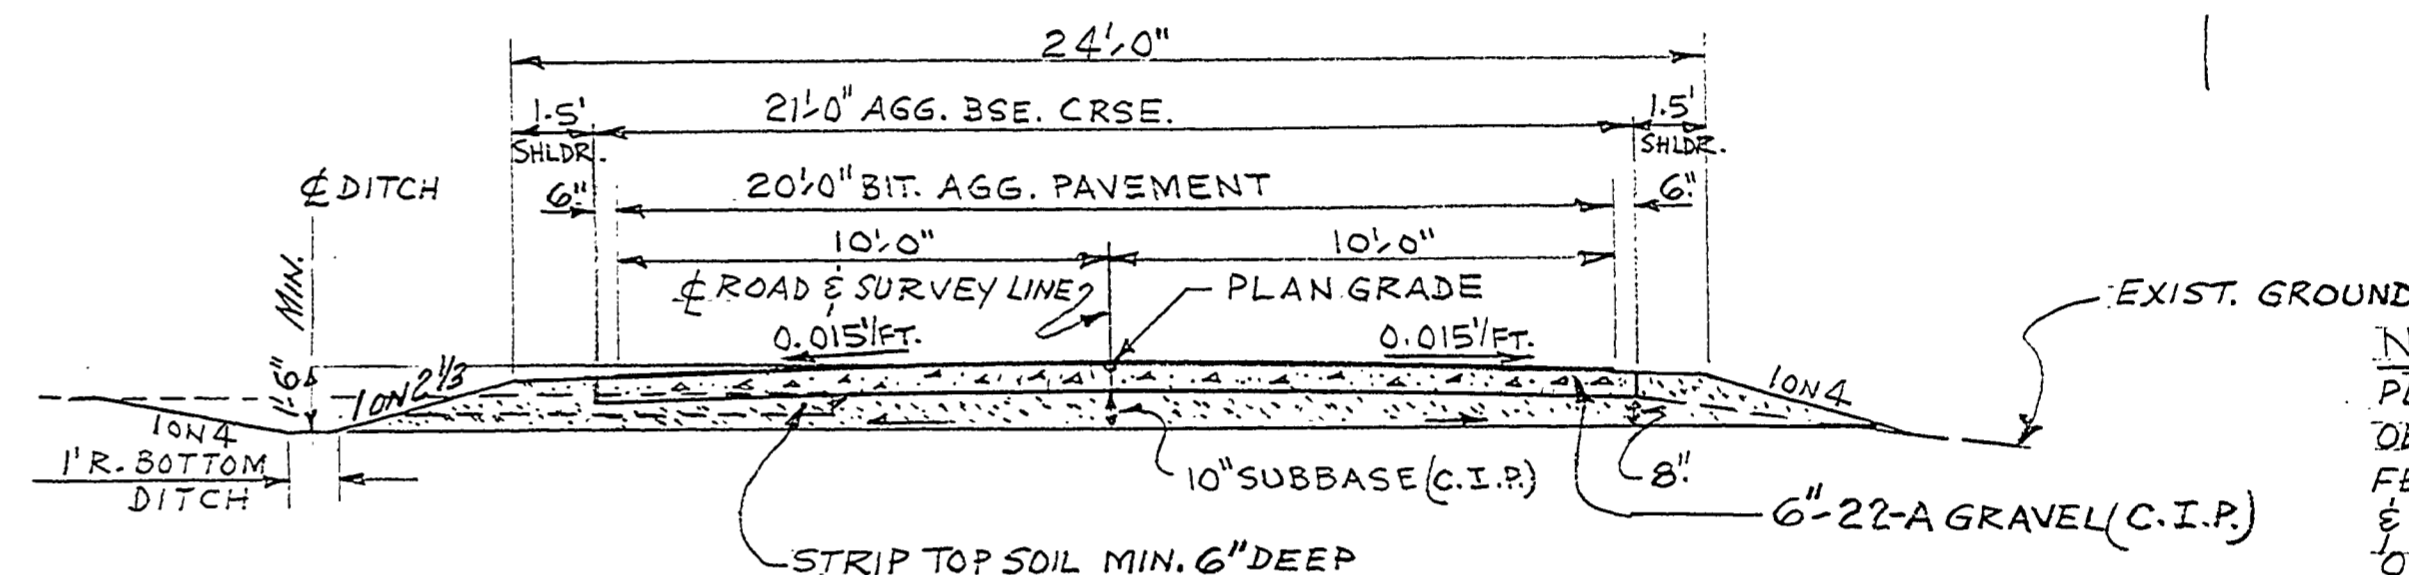 24'-0"
1.5' 21'-0" AGG. BSE. CRSE. 1.5'
SHLDR. SHLDR.
℄ DITCH 6" 20'-0" BIT. AGG. PAVEMENT 6"
10'-0" 10'-0"
MIN. ℄ ROAD & SURVEY LINE PLAN GRADE EXIST. GROUND
0.015'/FT. 0.015'/FT.
1'-6" 1 ON 2 1/3 1 ON 4
1 ON 4
1' R. BOTTOM
DITCH
10" SUBBASE (C.I.P.) 8"
6"-22-A GRAVEL (C.I.P.)
STRIP TOP SOIL MIN. 6" DEEP